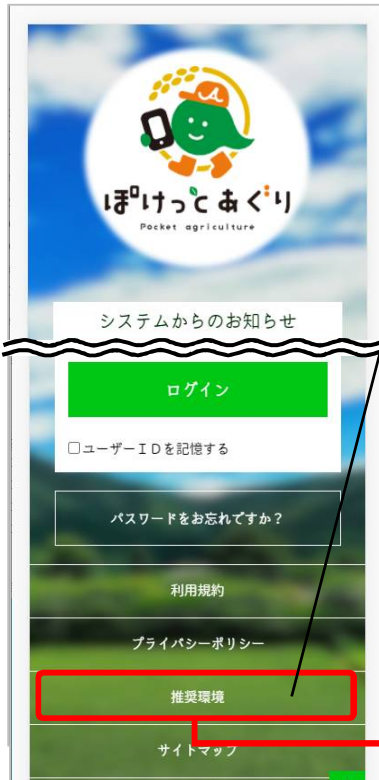 ぽけっとあぐり
Pocket agriculture
システムからのお知らせ
ログイン
□ユーザーＩＤを記憶する
パスワードをお忘れですか？
利用規約
プライバシーポリシー
推奨環境
サイトマップ